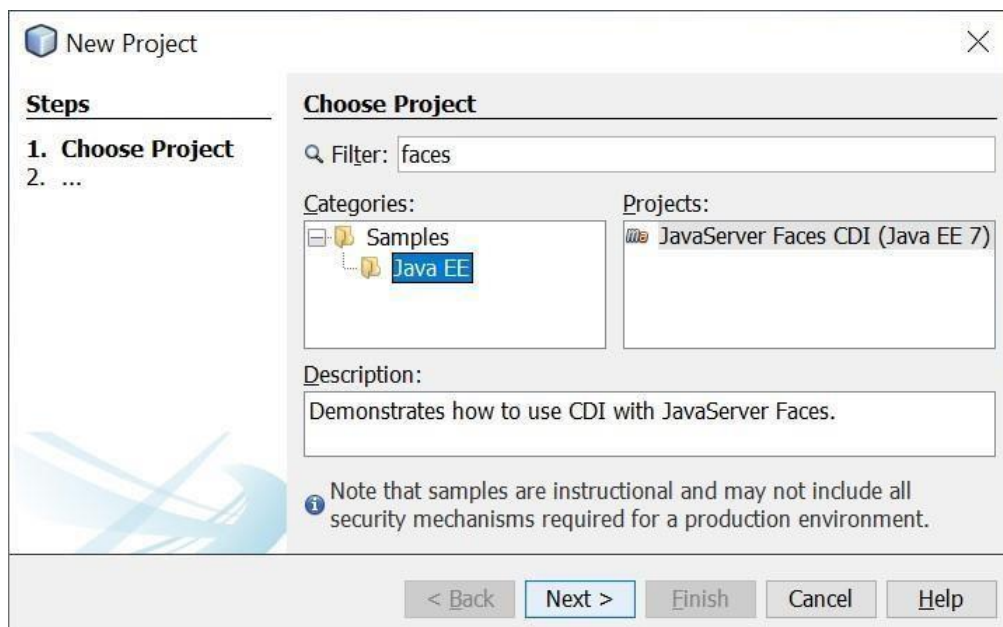 New Project
Steps
1. Choose Project
2. ...
Choose Project
Filter: faces
Categories:
Samples
Java EE
Projects:
JavaServer Faces CDI (Java EE 7)
Description:
Demonstrates how to use CDI with JavaServer Faces.
Note that samples are instructional and may not include all
security mechanisms required for a production environment.
< Back
Next >
Finish
Cancel
Help